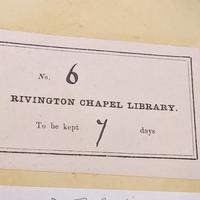 No. 6
RIVINGTON CHAPEL LIBRARY.
To be kept 7 days